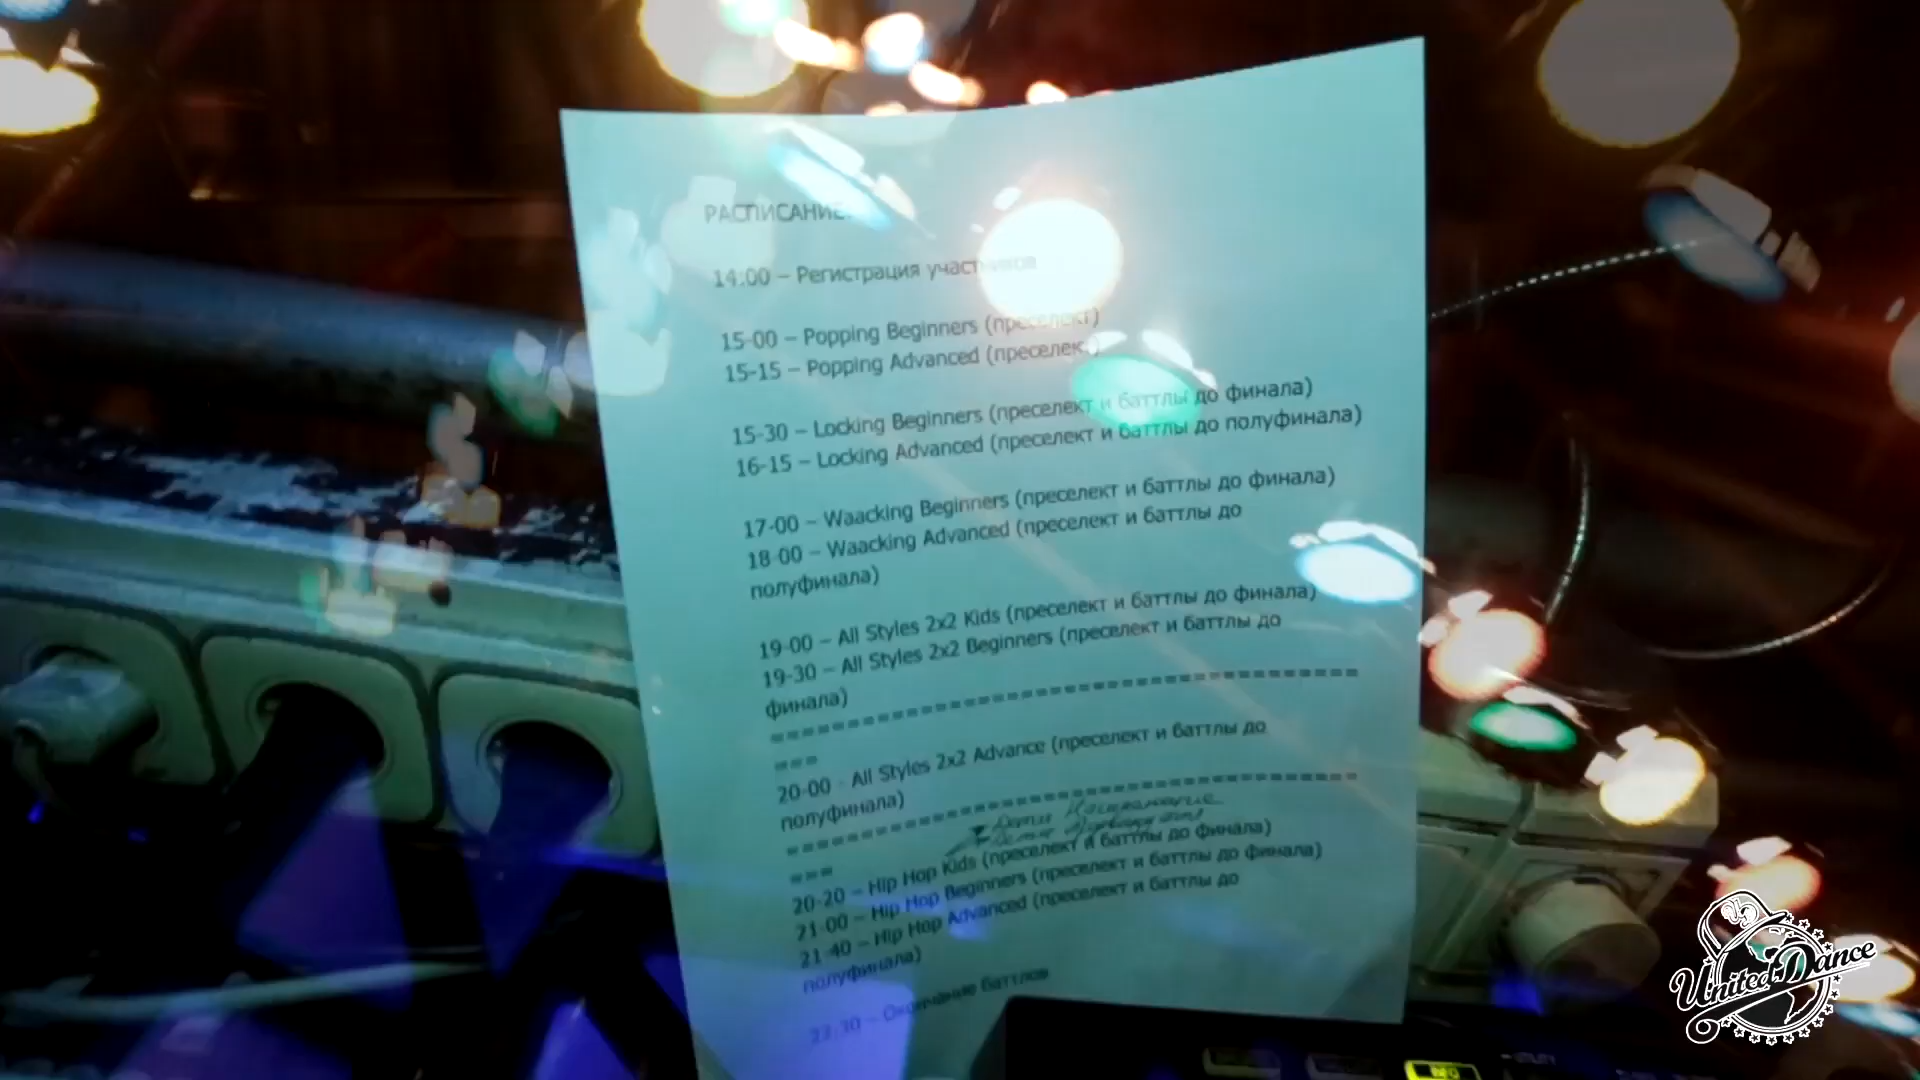 РАСПИСАНИЕ:
14:00 – Регистрация участников
15-00 – Popping Beginners (преселект)
15-15 – Popping Advanced (преселект)
15-30 – Locking Beginners (преселект и баттлы до финала)
16-15 – Locking Advanced (преселект и баттлы до полуфинала)
17-00 – Waacking Beginners (преселект и баттлы до финала)
18-00 – Waacking Advanced (преселект и баттлы до
полуфинала)
19-00 – All Styles 2x2 Kids (преселект и баттлы до финала)
19-30 – All Styles 2x2 Beginners (преселект и баттлы до
финала)
20-00 - All Styles 2x2 Advance (преселект и баттлы до
полуфинала)
20-20 – Hip Hop Kids (преселект и баттлы до финала)
21-00 – Hip Hop Beginners (преселект и баттлы до финала)
21-40 – Hip Hop Advanced (преселект и баттлы до
полуфинала)
– Окончание баттлов
United Dance